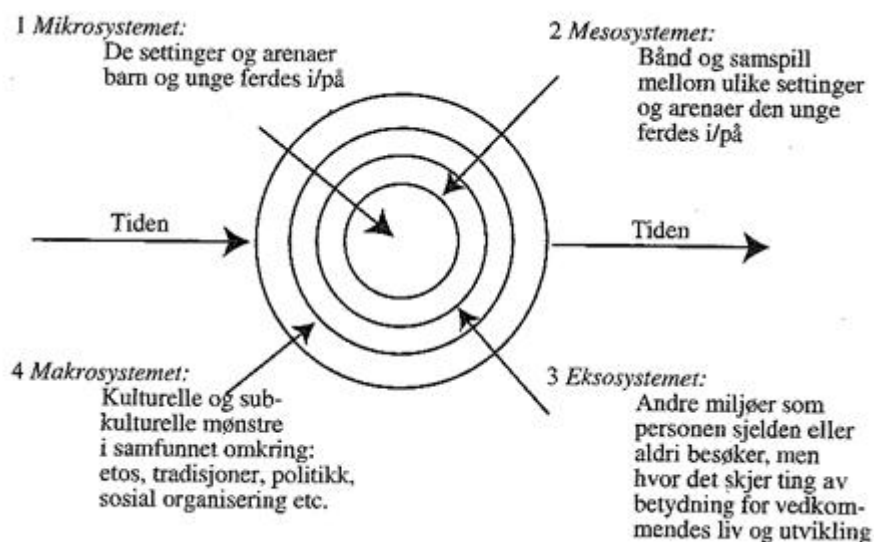 1 Mikrosystemet:
De settinger og arenaer
barn og unge ferdes i/på
2 Mesosystemet:
Bånd og samspill
mellom ulike settinger
og arenaer den unge
ferdes i/på
Tiden
Tiden
4 Makrosystemet:
Kulturelle og sub-
kulturelle mønstre
i samfunnet omkring:
etos, tradisjoner, politikk,
sosial organisering etc.
3 Eksosystemet:
Andre miljøer som
personen sjelden eller
aldri besøker, men
hvor det skjer ting av
betydning for vedkom-
mendes liv og utvikling